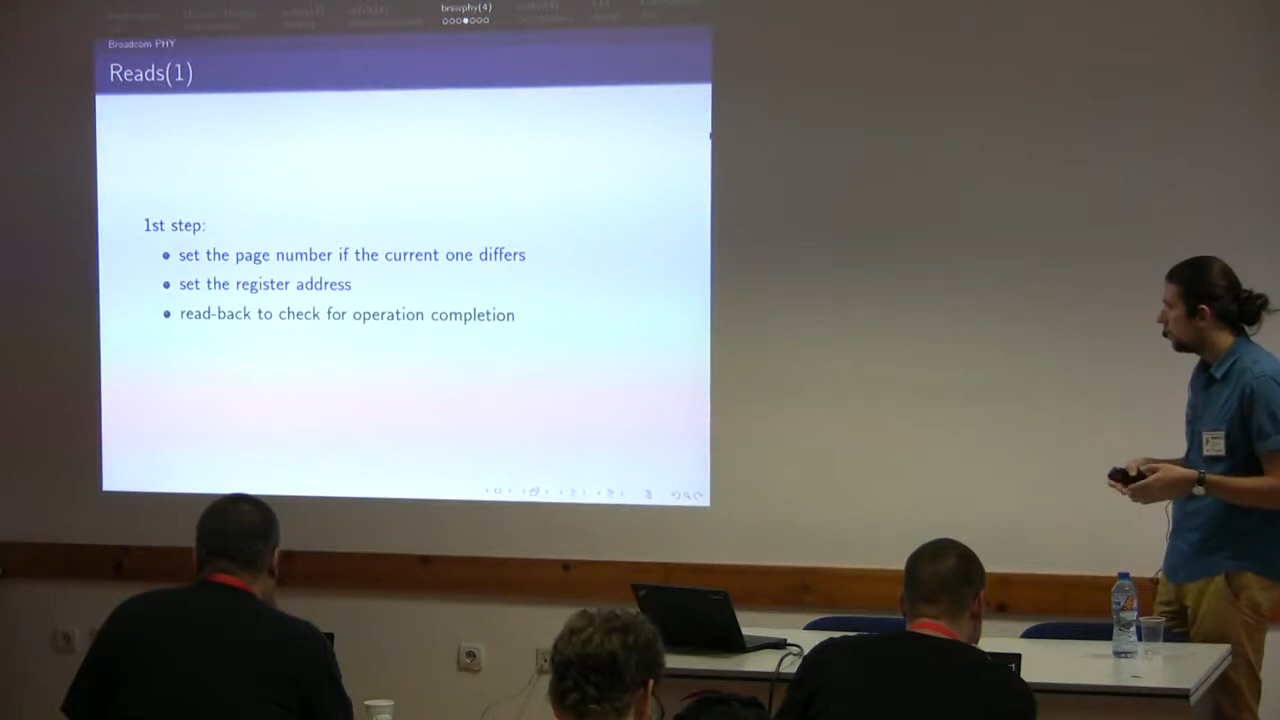 brswphy(4)
Broadcom PHY
Reads(1)
1st step:
set the page number if the current one differs
set the register address
read-back to check for operation completion